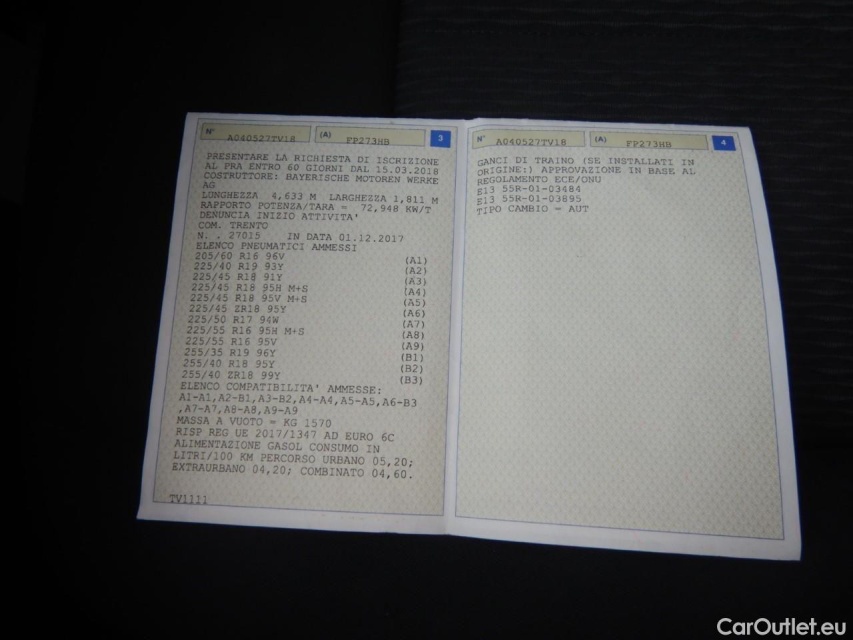 N° A040527TV18 (A) FP273HB 3
PRESENTARE LA RICHIESTA DI ISCRIZIONE
AL PRA ENTRO 60 GIORNI DAL 15.03.2018
COSTRUTTORE: BAYERISCHE MOTOREN WERKE
AG
LUNGHEZZA 4,633 M LARGHEZZA 1,811 M
RAPPORTO POTENZA/TARA = 72,948 KW/T
DENUNCIA INIZIO ATTIVITA'
COM. TRENTO
N. . 27015 IN DATA 01.12.2017
ELENCO PNEUMATICI AMMESSI
205/60 R16 96V (A1)
225/40 R19 93Y (A2)
225/45 R18 91Y (A3)
225/45 R18 95H M+S (A4)
225/45 R18 95V M+S (A5)
225/45 ZR18 95Y (A6)
225/50 R17 94W (A7)
225/55 R16 95H M+S (A8)
225/55 R16 95V (A9)
255/35 R19 96Y (B1)
255/40 R18 95Y (B2)
255/40 ZR18 99Y (B3)
ELENCO COMPATIBILITA' AMMESSE:
A1-A1,A2-B1,A3-B2,A4-A4,A5-A5,A6-B3
,A7-A7,A8-A8,A9-A9
MASSA A VUOTO = KG 1570
RISP REG UE 2017/1347 AD EURO 6C
ALIMENTAZIONE GASOL CONSUMO IN
LITRI/100 KM PERCORSO URBANO 05,20;
EXTRAURBANO 04,20; COMBINATO 04,60.
TV1111
N° A040527TV18 (A) FP273HB 4
GANCI DI TRAINO (SE INSTALLATI IN
ORIGINE:) APPROVAZIONE IN BASE AL
REGOLAMENTO ECE/ONU
E13 55R-01-03484
E13 55R-01-03895
TIPO CAMBIO = AUT
CarOutlet.eu